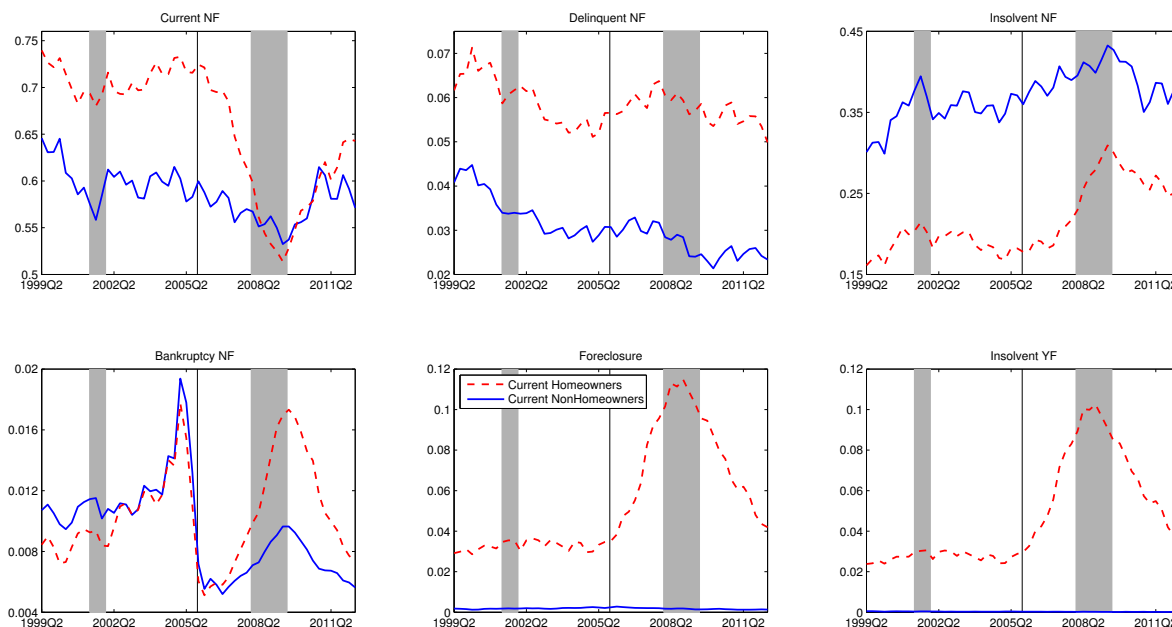 Current NF
0.75
0.7
0.65
0.6
0.55
0.5
1999Q2 2002Q2 2005Q2 2008Q2 2011Q2
Delinquent NF
0.07
0.06
0.05
0.04
0.03
0.02
1999Q2 2002Q2 2005Q2 2008Q2 2011Q2
Insolvent NF
0.45
0.35
0.25
0.15
1999Q2 2002Q2 2005Q2 2008Q2 2011Q2
Bankruptcy NF
0.02
0.016
0.012
0.008
0.004
1999Q2 2002Q2 2005Q2 2008Q2 2011Q2
Foreclosure
0.12
0.1
0.08
0.06
0.04
0.02
0
Current Homeowners
Current NonHomeowners
1999Q2 2002Q2 2005Q2 2008Q2 2011Q2
Insolvent YF
0.12
0.1
0.08
0.06
0.04
0.02
0
1999Q2 2002Q2 2005Q2 2008Q2 2011Q2